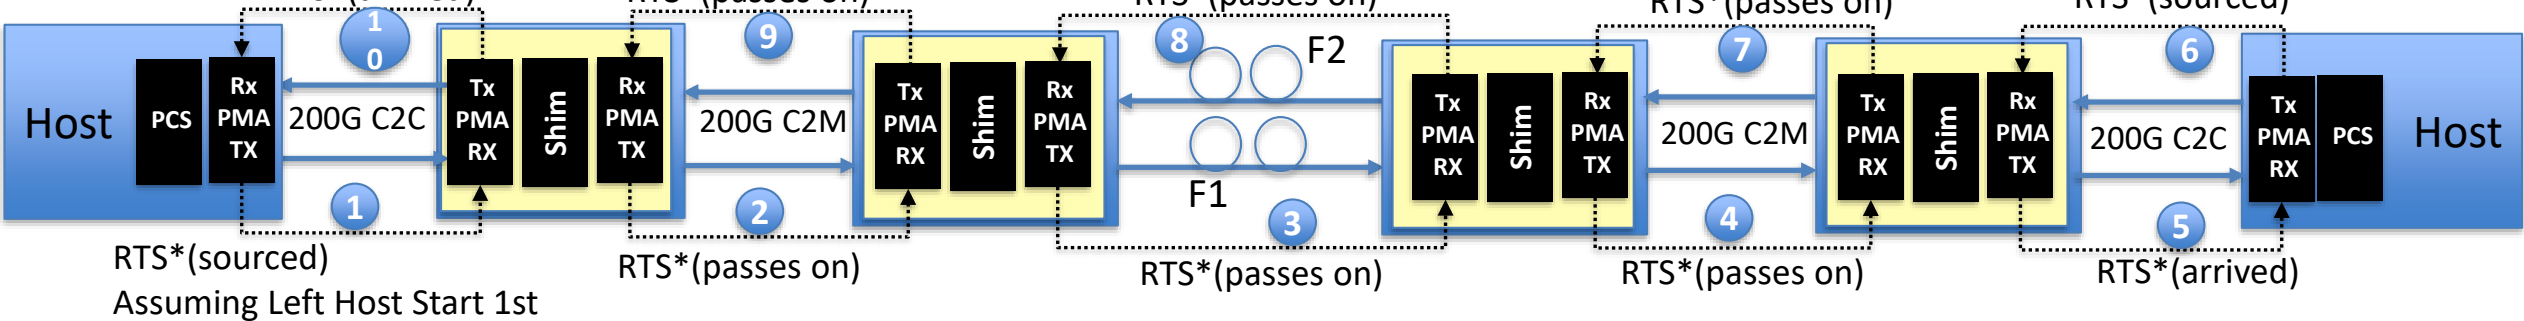 RTS*(passes on)
RTS*(passes on)
RTS*(passes on)
RTS*(sourced)
1
0
9
8
F2
7
6
Host
PCS
Rx
PMA
TX
200G C2C
Tx
PMA
RX
Shim
Rx
PMA
TX
200G C2M
Tx
PMA
RX
Shim
Rx
PMA
TX
F1
Tx
PMA
RX
Shim
Rx
PMA
TX
200G C2M
Tx
PMA
RX
Shim
Rx
PMA
TX
200G C2C
Tx
PMA
RX
PCS
Host
1
2
3
4
5
RTS*(sourced)
Assuming Left Host Start 1st
RTS*(passes on)
RTS*(passes on)
RTS*(passes on)
RTS*(arrived)